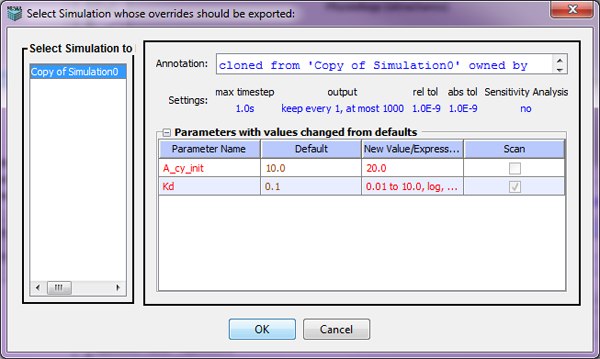 Select Simulation whose overrides should be exported:
Select Simulation to
Copy of Simulation0
Annotation: cloned from 'Copy of Simulation0' owned by
max timestep output rel tol abs tol Sensitivity Analysis
Settings: 1.0s keep every 1, at most 1000 1.0E-9 1.0E-9 no
Parameters with values changed from defaults
Parameter Name Default New Value/Express... Scan
A_cy_init 10.0 20.0
Kd 0.1 0.01 to 10.0, log, ...
OK Cancel